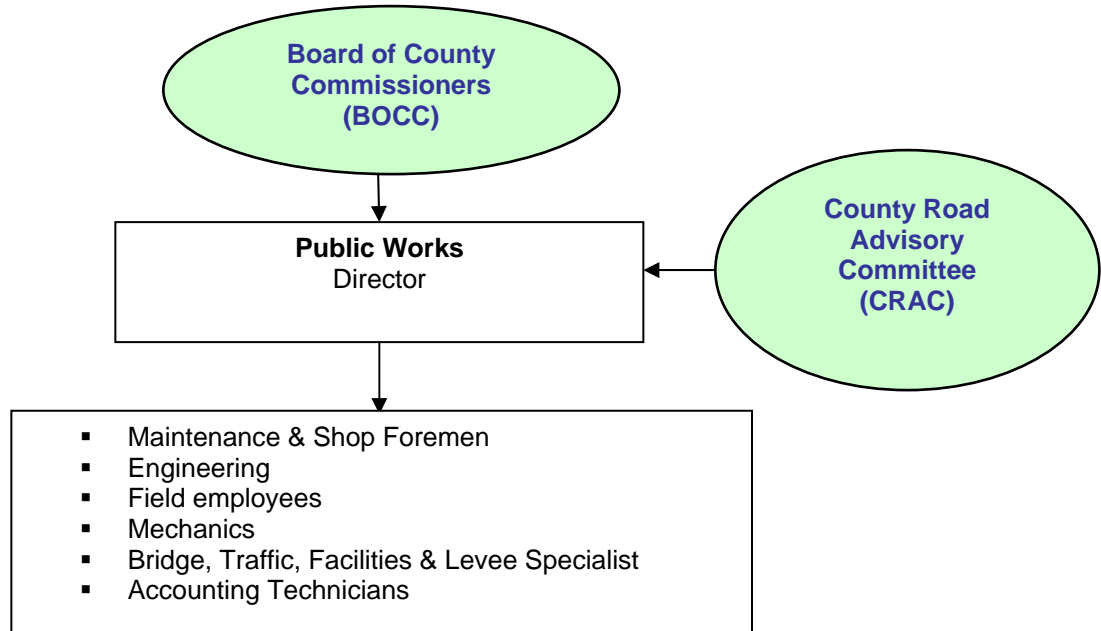 Board of County
Commissioners
(BOCC)
Public Works
Director
County Road
Advisory
Committee
(CRAC)
▪ Maintenance & Shop Foremen
▪ Engineering
▪ Field employees
▪ Mechanics
▪ Bridge, Traffic, Facilities & Levee Specialist
▪ Accounting Technicians